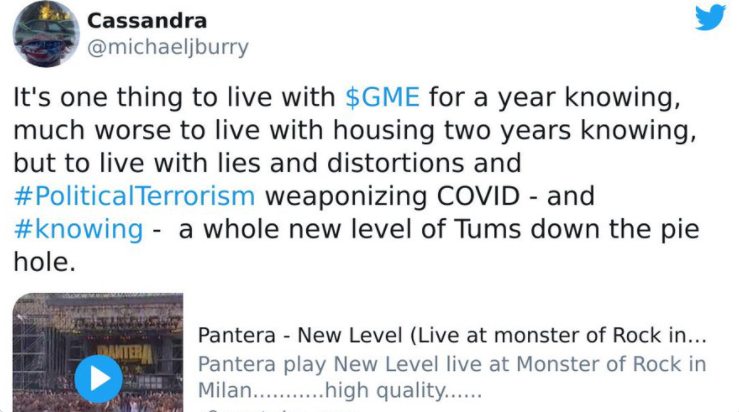 Cassandra
@michaeljburry
It's one thing to live with $GME for a year knowing,
much worse to live with housing two years knowing,
but to live with lies and distortions and
#PoliticalTerrorism weaponizing COVID - and
#knowing - a whole new level of Tums down the pie
hole.
PANTERA
Pantera - New Level (Live at monster of Rock in...
Pantera play New Level live at Monster of Rock in
Milan...........high quality......